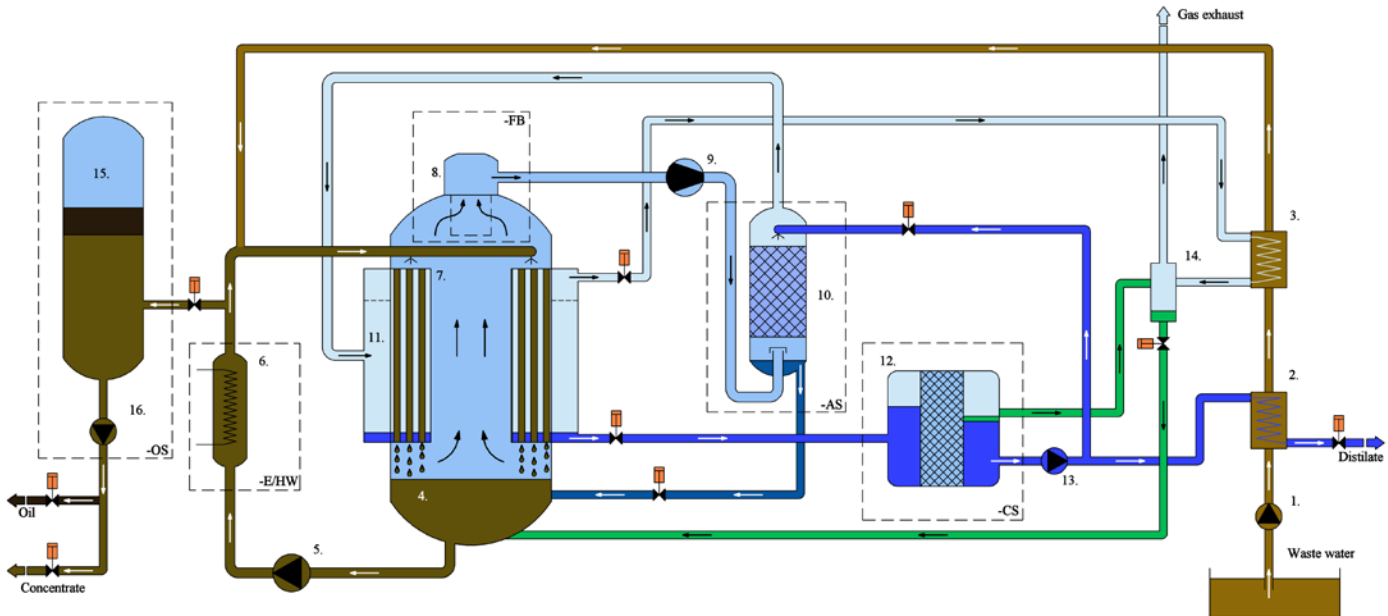 Gas exhaust
-FB
8.
9.
15.
3.
14.
7.
10.
11.
6.
12.
16.
2.
-AS
-OS
Distilate
13.
-E/HW
4.
1.
-CS
Oil
5.
Waste water
Concentrate